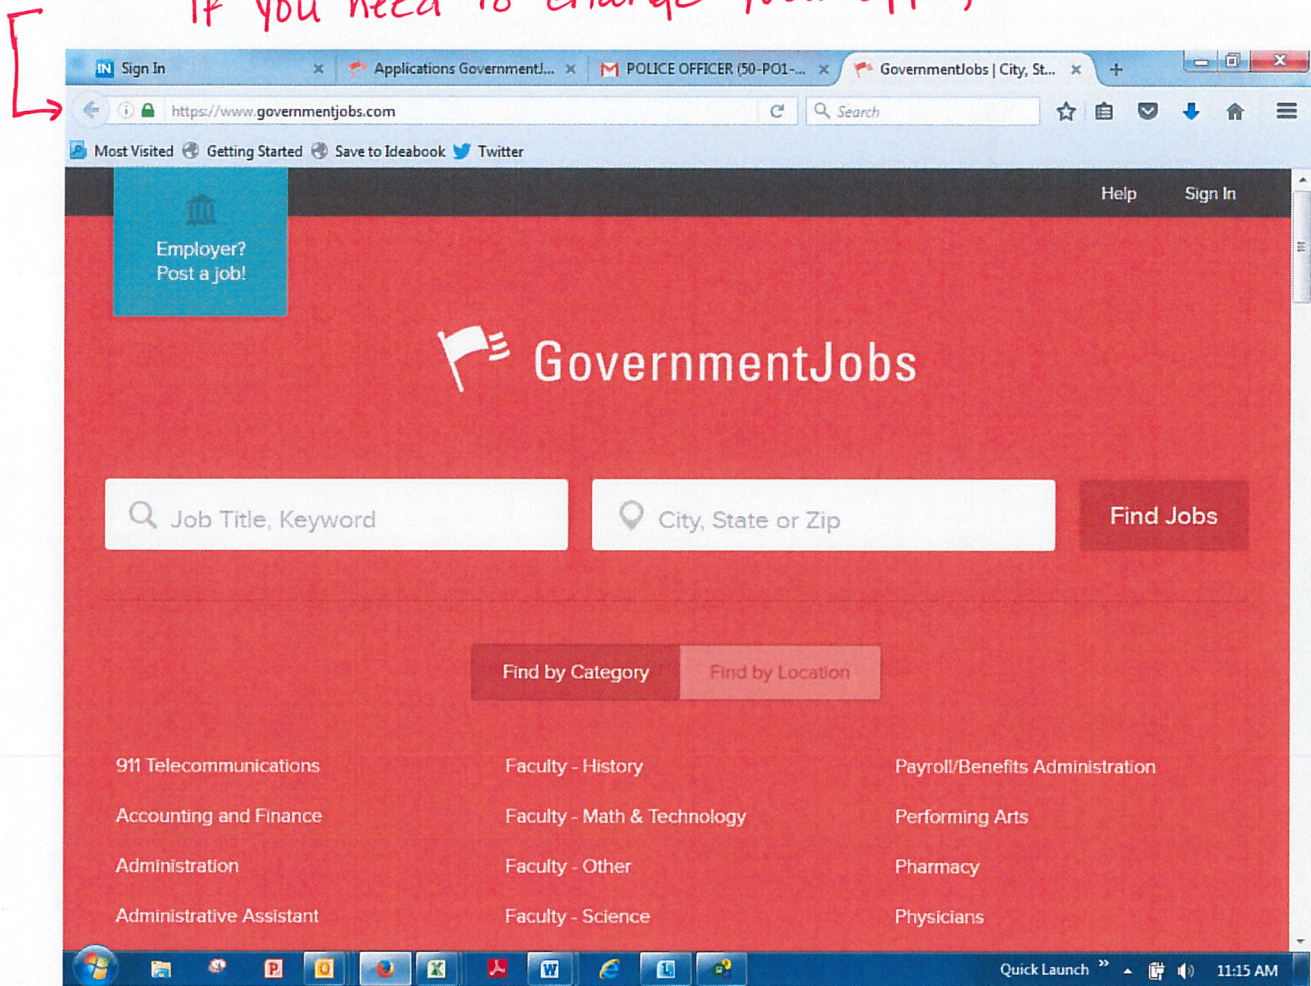 If you need to change your app,
Sign In
Applications GovernmentJ...
POLICE OFFICER (50-PO1-...
GovernmentJobs | City, St...
https://www.governmentjobs.com
Search
Most Visited Getting Started Save to Ideabook Twitter
Help Sign In
Employer?
Post a job!
GovernmentJobs
Job Title, Keyword
City, State or Zip
Find Jobs
Find by Category Find by Location
911 Telecommunications Faculty - History Payroll/Benefits Administration
Accounting and Finance Faculty - Math & Technology Performing Arts
Administration Faculty - Other Pharmacy
Administrative Assistant Faculty - Science Physicians
Quick Launch 11:15 AM